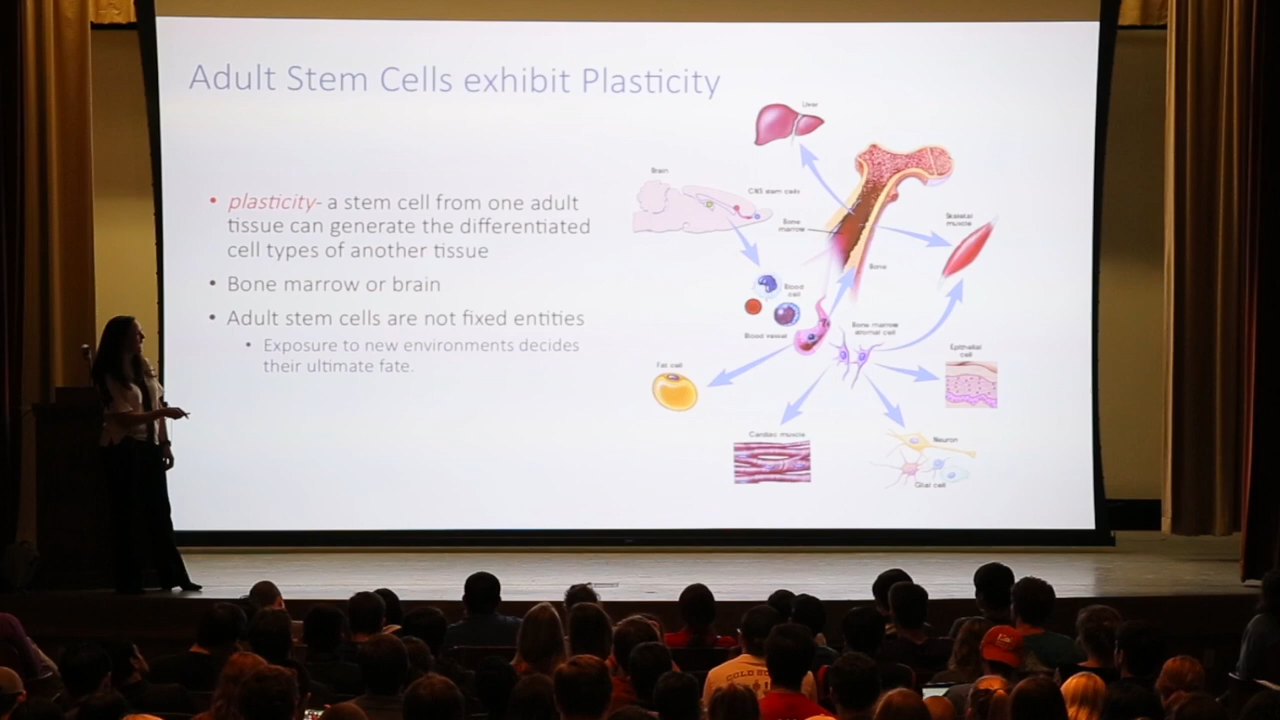 Adult Stem Cells exhibit Plasticity
• plasticity- a stem cell from one adult
tissue can generate the differentiated
cell types of another tissue
• Bone marrow or brain
• Adult stem cells are not fixed entities
• Exposure to new environments decides
their ultimate fate.
Liver
Brain
CNS stem cells
Bone
marrow
Skeletal
muscle
Bone
Blood
cell
Blood vessel
Bone marrow
stromal cell
Epithelial
cell
Fat cell
Cardiac muscle
Neuron
Glial cell
COLD